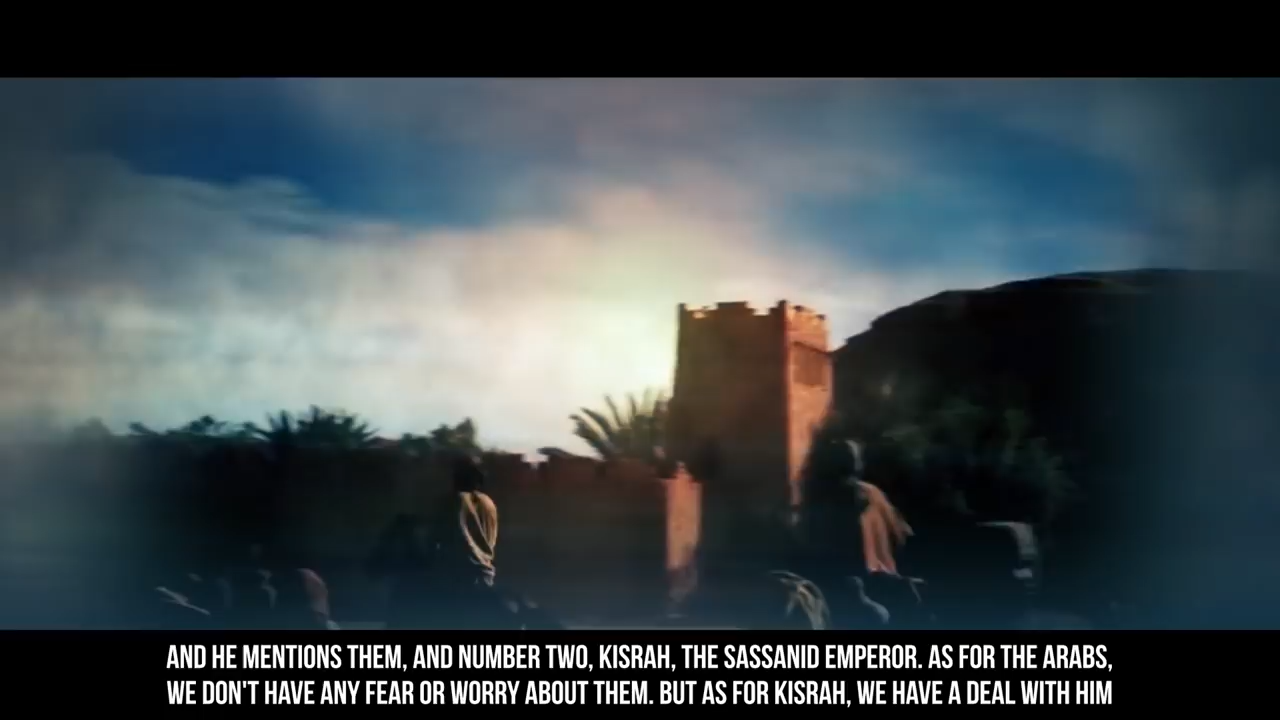 AND HE MENTIONS THEM, AND NUMBER TWO, KISRAH, THE SASSANID EMPEROR. AS FOR THE ARABS,
WE DON'T HAVE ANY FEAR OR WORRY ABOUT THEM. BUT AS FOR KISRAH, WE HAVE A DEAL WITH HIM